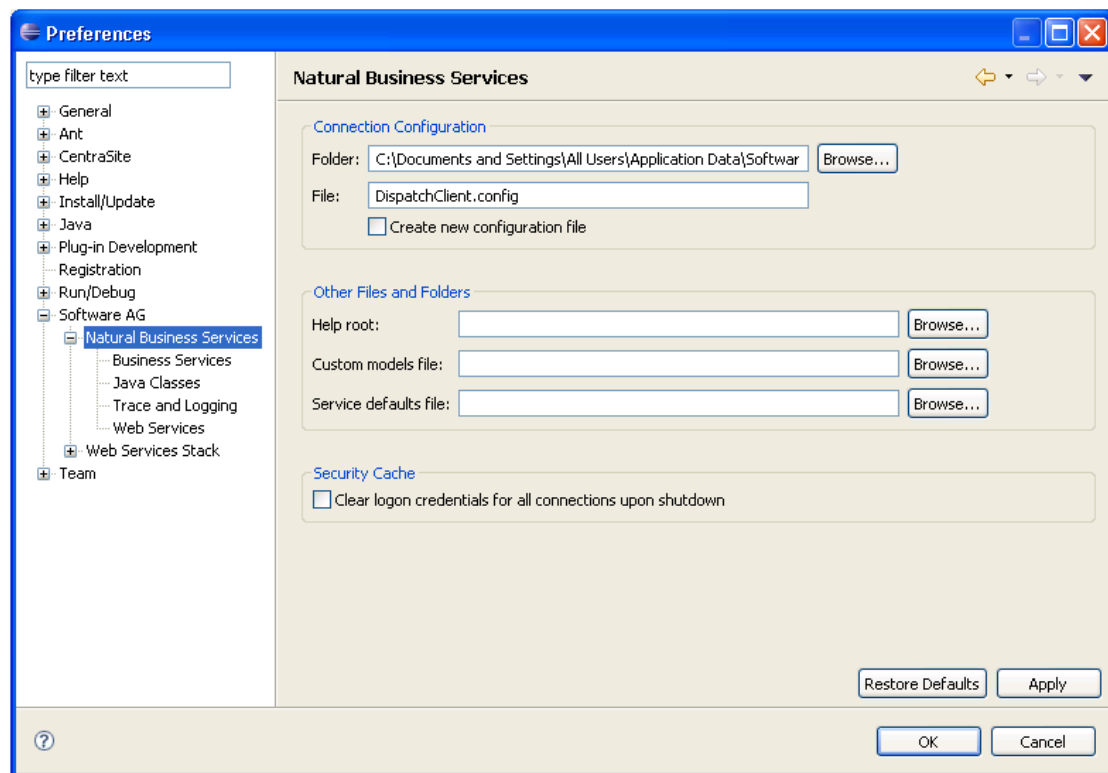 Preferences
type filter text
General
Ant
CentraSite
Help
Install/Update
Java
Plug-in Development
Registration
Run/Debug
Software AG
Natural Business Services
Business Services
Java Classes
Trace and Logging
Web Services
Web Services Stack
Team
Natural Business Services
Connection Configuration
Folder: C:\Documents and Settings\All Users\Application Data\Softwar Browse...
File: DispatchClient.config
Create new configuration file
Other Files and Folders
Help root: Browse...
Custom models file: Browse...
Service defaults file: Browse...
Security Cache
Clear logon credentials for all connections upon shutdown
Restore Defaults Apply
? OK Cancel